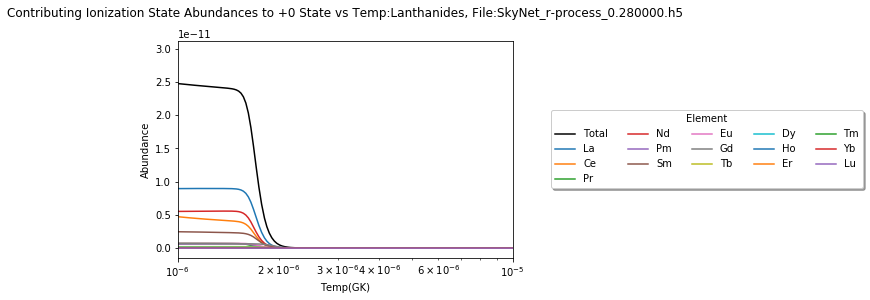 Contributing Ionization State Abundances to +0 State vs Temp:Lanthanides, File:SkyNet_r-process_0.280000.h5
1e−11
3.0
2.5
2.0
1.5
1.0
0.5
0.0
Abundance
10⁻⁶
2 × 10⁻⁶
3 × 10⁻⁶
4 × 10⁻⁶
6 × 10⁻⁶
10⁻⁵
Temp(GK)
Element
Total Nd Eu Dy Tm
La Pm Gd Ho Yb
Ce Sm Tb Er Lu
Pr